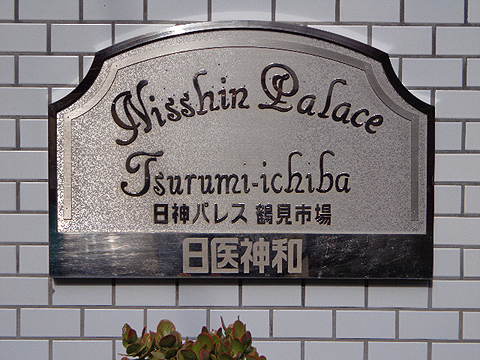 Nisshin Palace
Tsurumi-ichiba
日神パレス 鶴見市場
日医神和